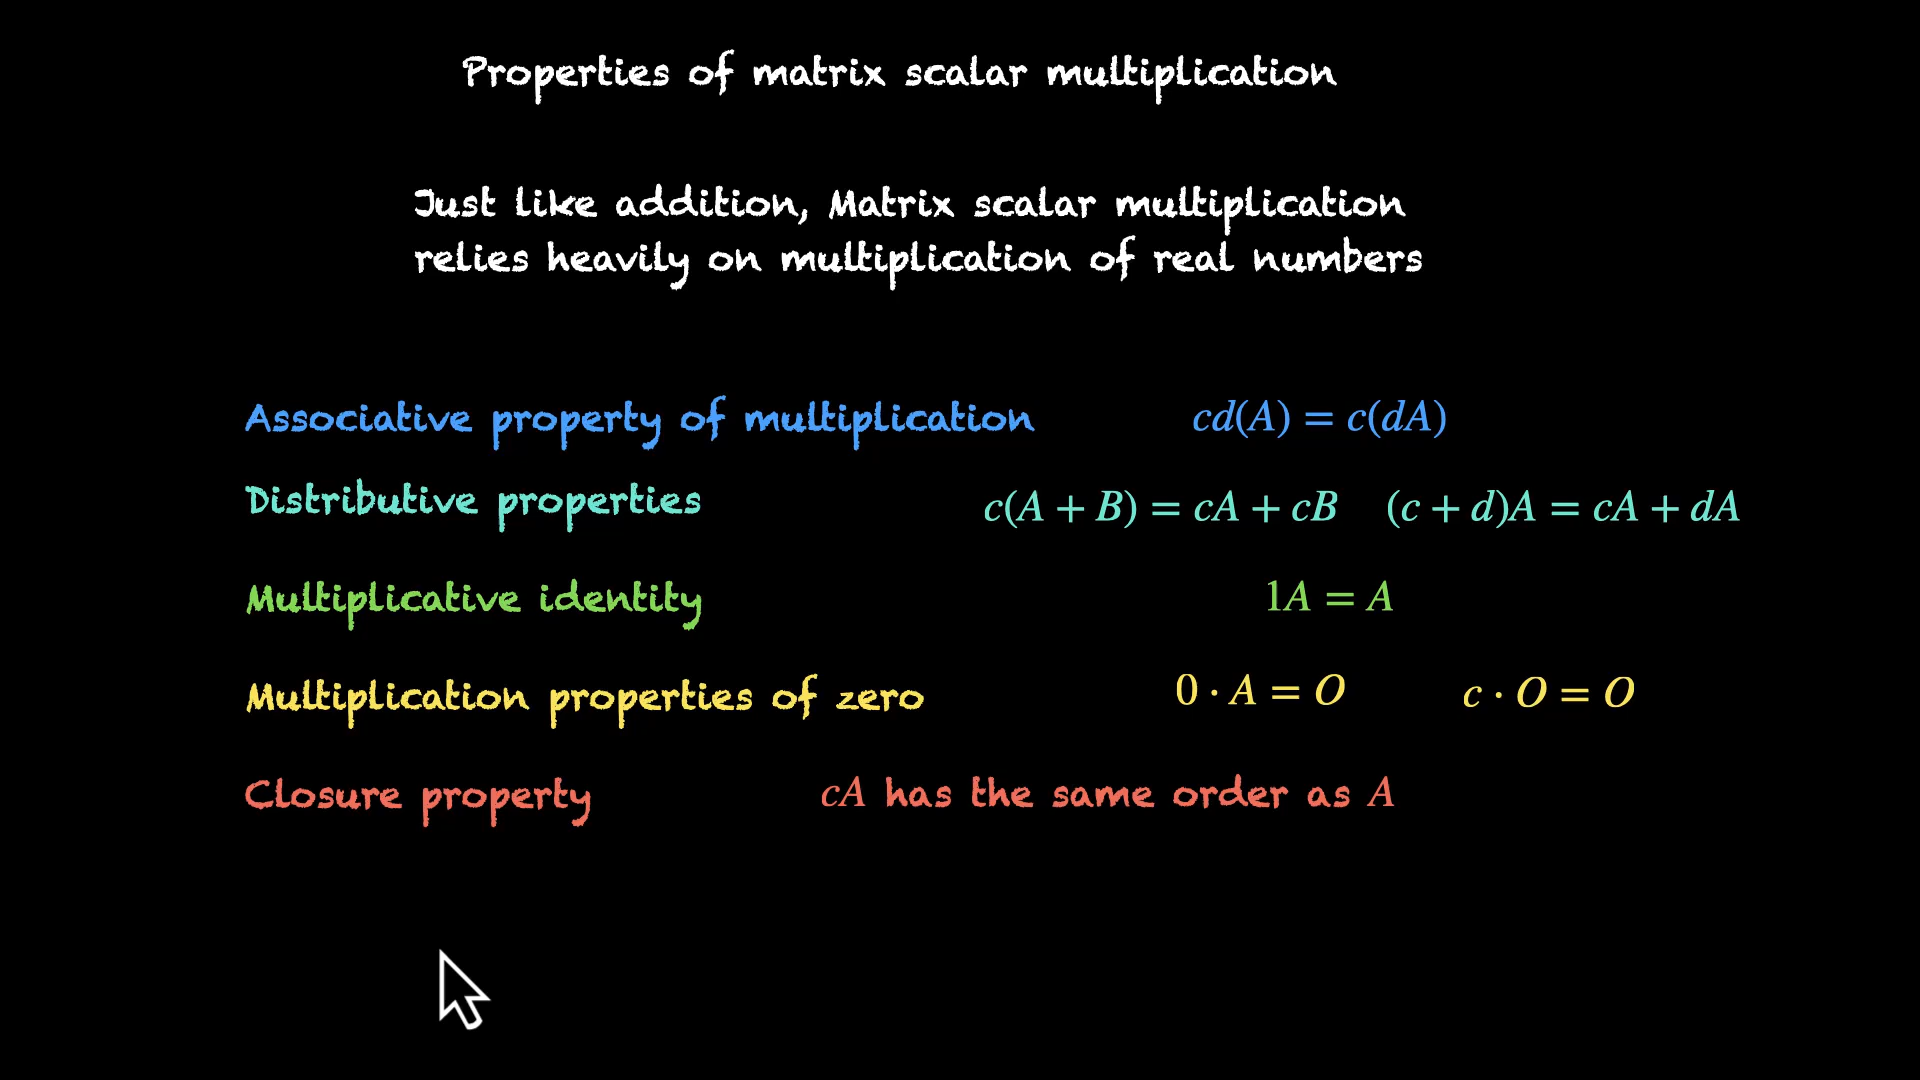 Properties of matrix scalar multiplication
Just like addition, Matrix scalar multiplication
relies heavily on multiplication of real numbers
Associative property of multiplication cd(A) = c(dA)
Distributive properties c(A + B) = cA + cB (c + d)A = cA + dA
Multiplicative identity 1A = A
Multiplication properties of zero 0 · A = O c · O = O
Closure property cA has the same order as A